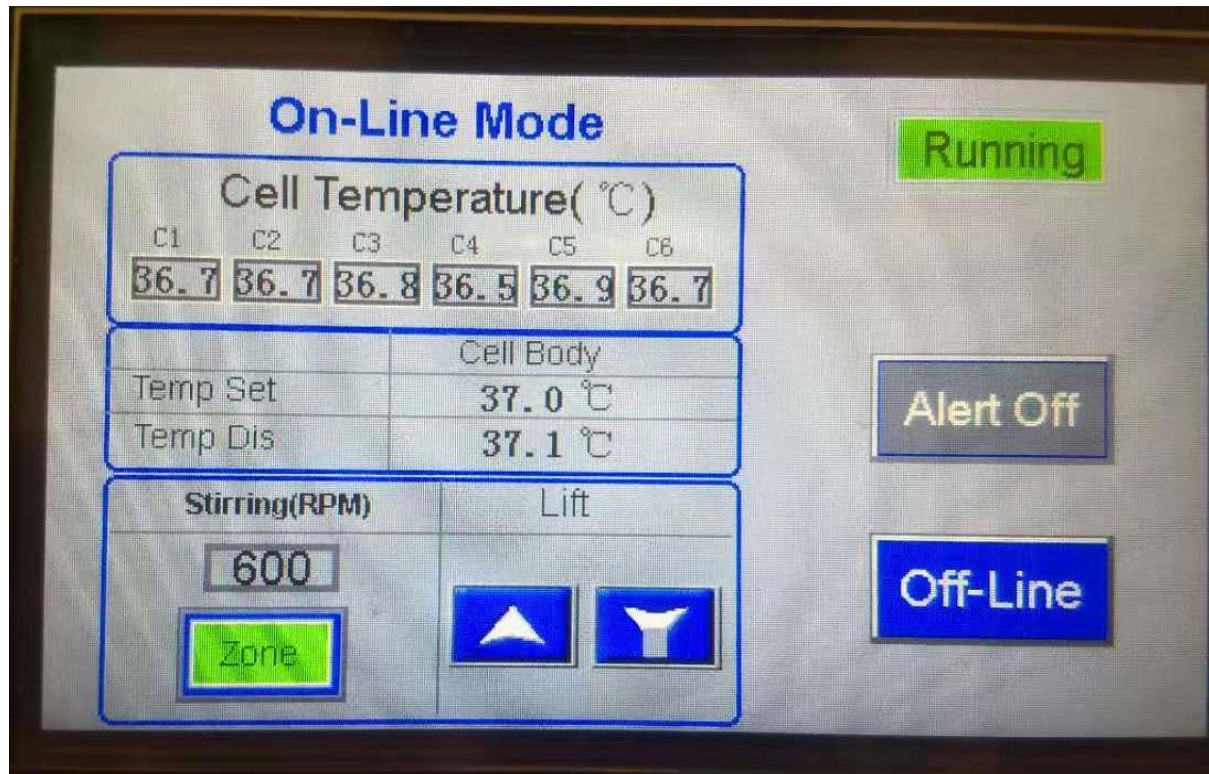 On-Line Mode
Running
Cell Temperature( ℃)
C1 C2 C3 C4 C5 C6
36.7 36.7 36.8 36.5 36.9 36.7
Cell Body
Temp Set 37.0 ℃
Temp Dis 37.1 ℃
Alert Off
Stirring(RPM) Lift
600
Off-Line
Zone